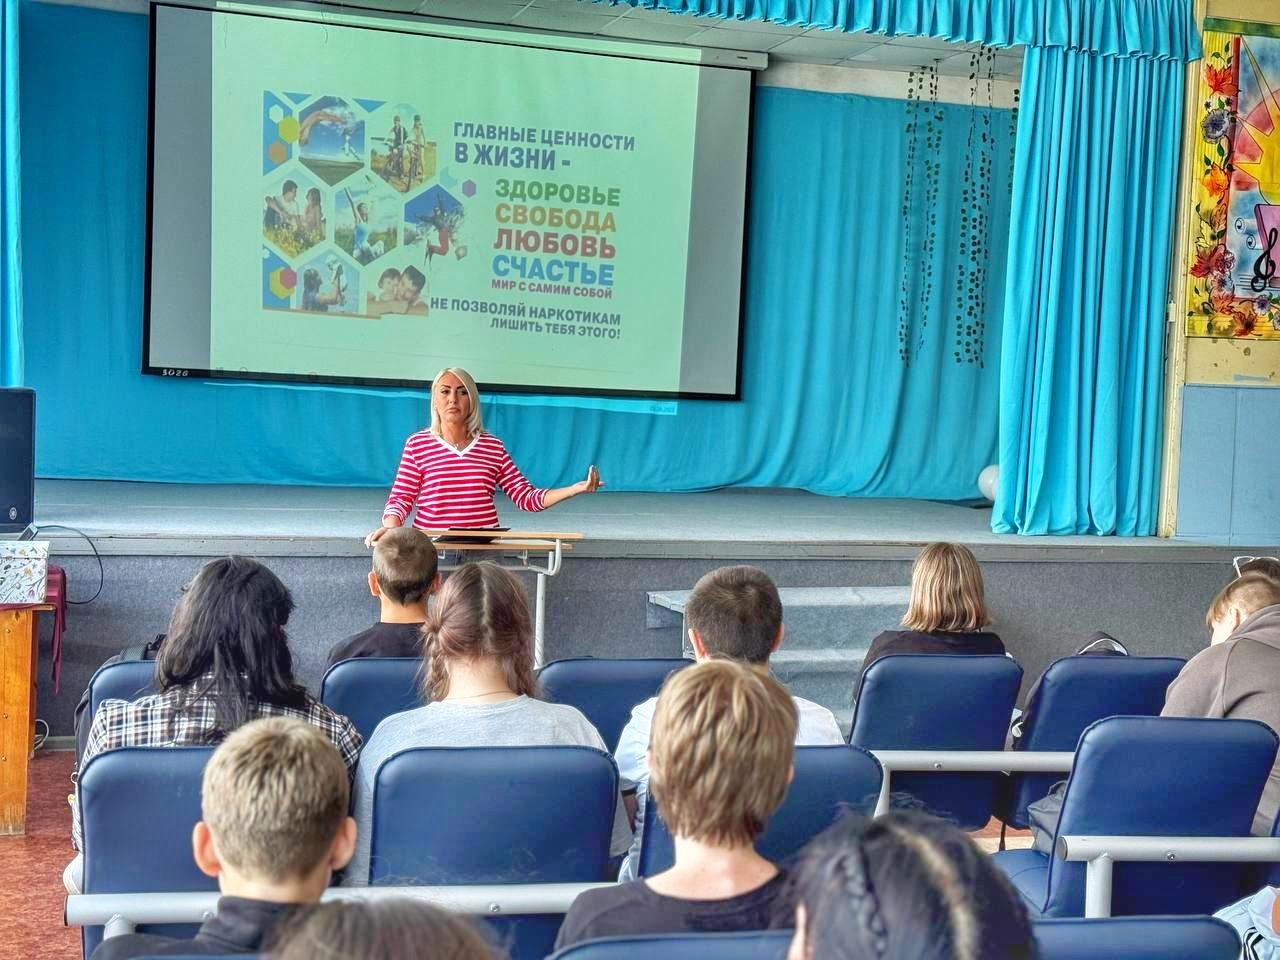 ГЛАВНЫЕ ЦЕННОСТИ
В ЖИЗНИ -
ЗДОРОВЬЕ
СВОБОДА
ЛЮБОВЬ
СЧАСТЬЕ
МИР С САМИМ СОБОЙ
НЕ ПОЗВОЛЯЙ НАРКОТИКАМ
ЛИШИТЬ ТЕБЯ ЭТОГО!